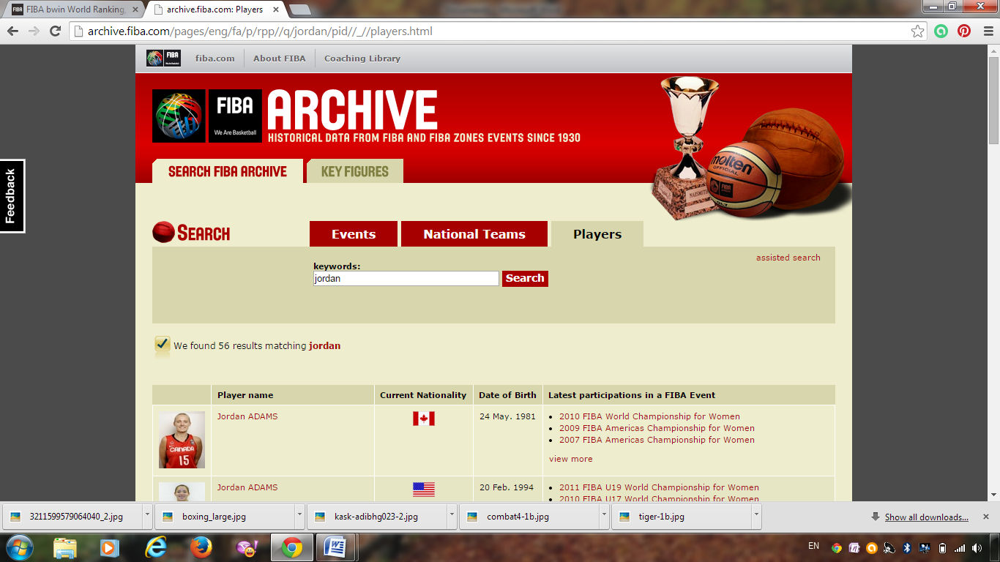 FIBA bwin World Ranking,
archive.fiba.com: Players
archive.fiba.com/pages/eng/fa/p/rpp//q/jordan/pid//_//players.html
FIBA We Are Basketball
fiba.com
About FIBA
Coaching Library
FIBA
We Are Basketball
ARCHIVE
HISTORICAL DATA FROM FIBA AND FIBA ZONES EVENTS SINCE 1930
molten
OFFICIAL
NAISMITH
Feedback
SEARCH FIBA ARCHIVE
KEY FIGURES
SEARCH
Events
National Teams
Players
assisted search
keywords:
jordan
Search
We found 56 results matching jordan
Player name
Current Nationality
Date of Birth
Latest participations in a FIBA Event
CANADA
15
Jordan ADAMS
24 May. 1981
2010 FIBA World Championship for Women
2009 FIBA Americas Championship for Women
2007 FIBA Americas Championship for Women
view more
Jordan ADAMS
20 Feb. 1994
2011 FIBA U19 World Championship for Women
2010 FIBA U17 World Championship for Women
3211599579064040_2.jpg
boxing_large.jpg
kask-adibhg023-2.jpg
combat4-1b.jpg
tiger-1b.jpg
Show all downloads...
EN